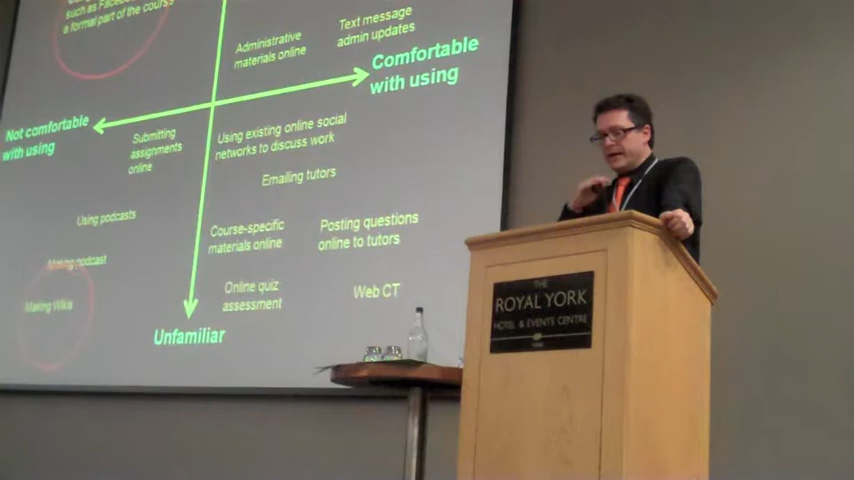 such as Facebook
a formal part of the course
Text message
admin updates
Administrative
materials online
Comfortable
with using
Not comfortable
with using
Submitting
assignments
online
Using existing online social
networks to discuss work
Emailing tutors
Using podcasts
Course-specific
materials online
Posting questions
online to tutors
Making podcast
Making Wikis
Online quiz
assessment
Web CT
Unfamiliar
THE
ROYAL YORK
HOTEL & EVENTS CENTRE